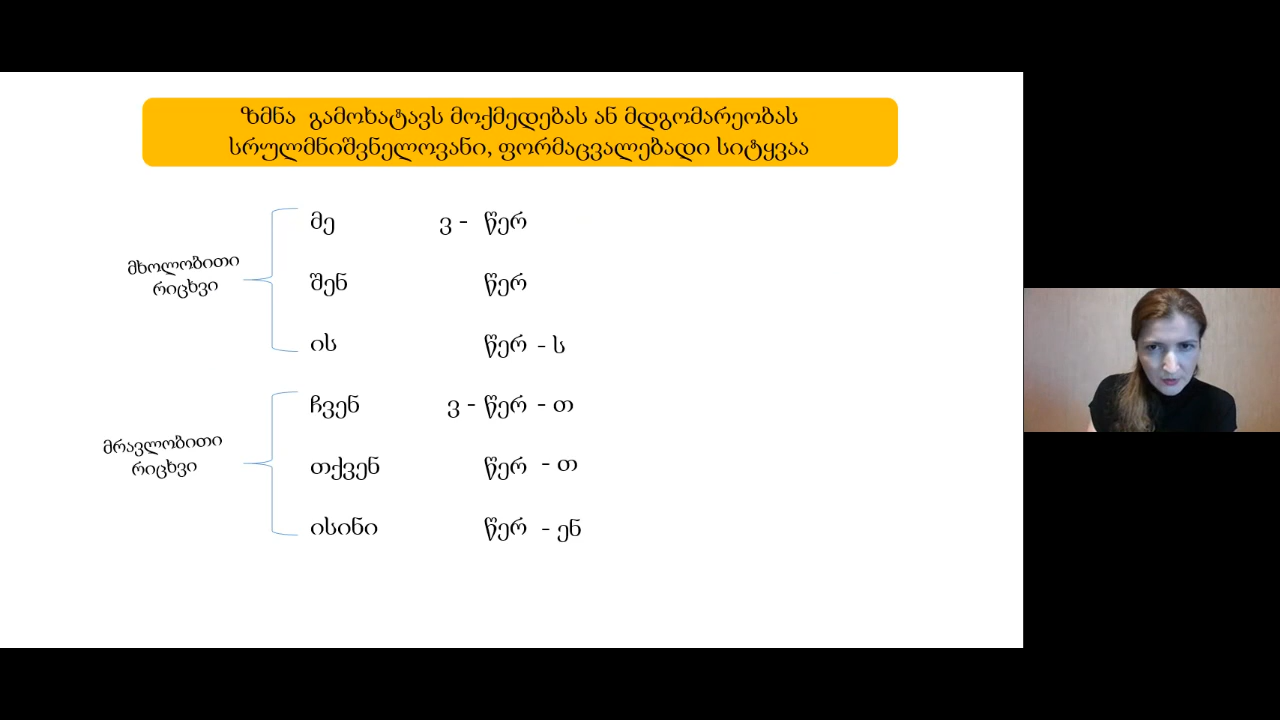 ზმნა გამოხატავს მოქმედებას ან მდგომარეობას
სრულმნიშვნელოვანი, ფორმაცვალებადი სიტყვაა
მხოლობითი
რიცხვი
მე ვ - წერ
შენ წერ
ის წერ - ს
მრავლობითი
რიცხვი
ჩვენ ვ - წერ - თ
თქვენ წერ - თ
ისინი წერ - ენ